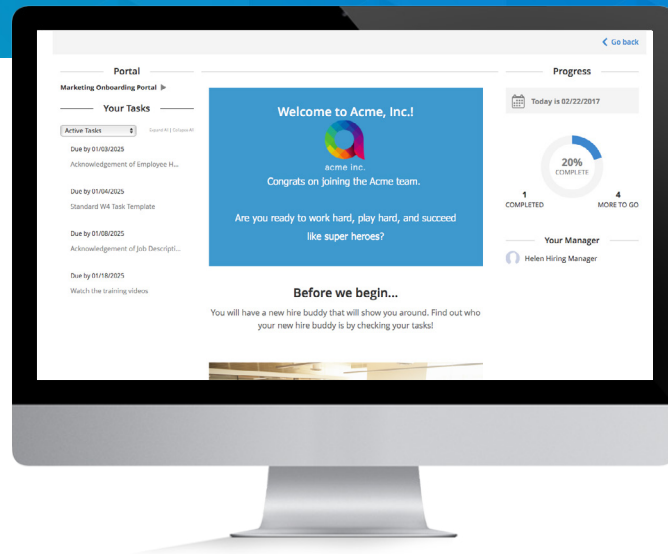 Go back
Portal
Marketing Onboarding Portal
Your Tasks
Active Tasks
Expand All | Collapse All
Due by 01/03/2025
Acknowledgement of Employee H...
Due by 01/04/2025
Standard W4 Task Template
Due by 01/08/2025
Acknowledgement of Job Descripti...
Due by 01/18/2025
Watch the training videos
Welcome to Acme, Inc.!
acme inc.
Congrats on joining the Acme team.
Are you ready to work hard, play hard, and succeed
like super heroes?
Before we begin...
You will have a new hire buddy that will show you around. Find out who
your new hire buddy is by checking your tasks!
Progress
Today is 02/22/2017
20%
COMPLETE
1
COMPLETED
4
MORE TO GO
Your Manager
Helen Hiring Manager